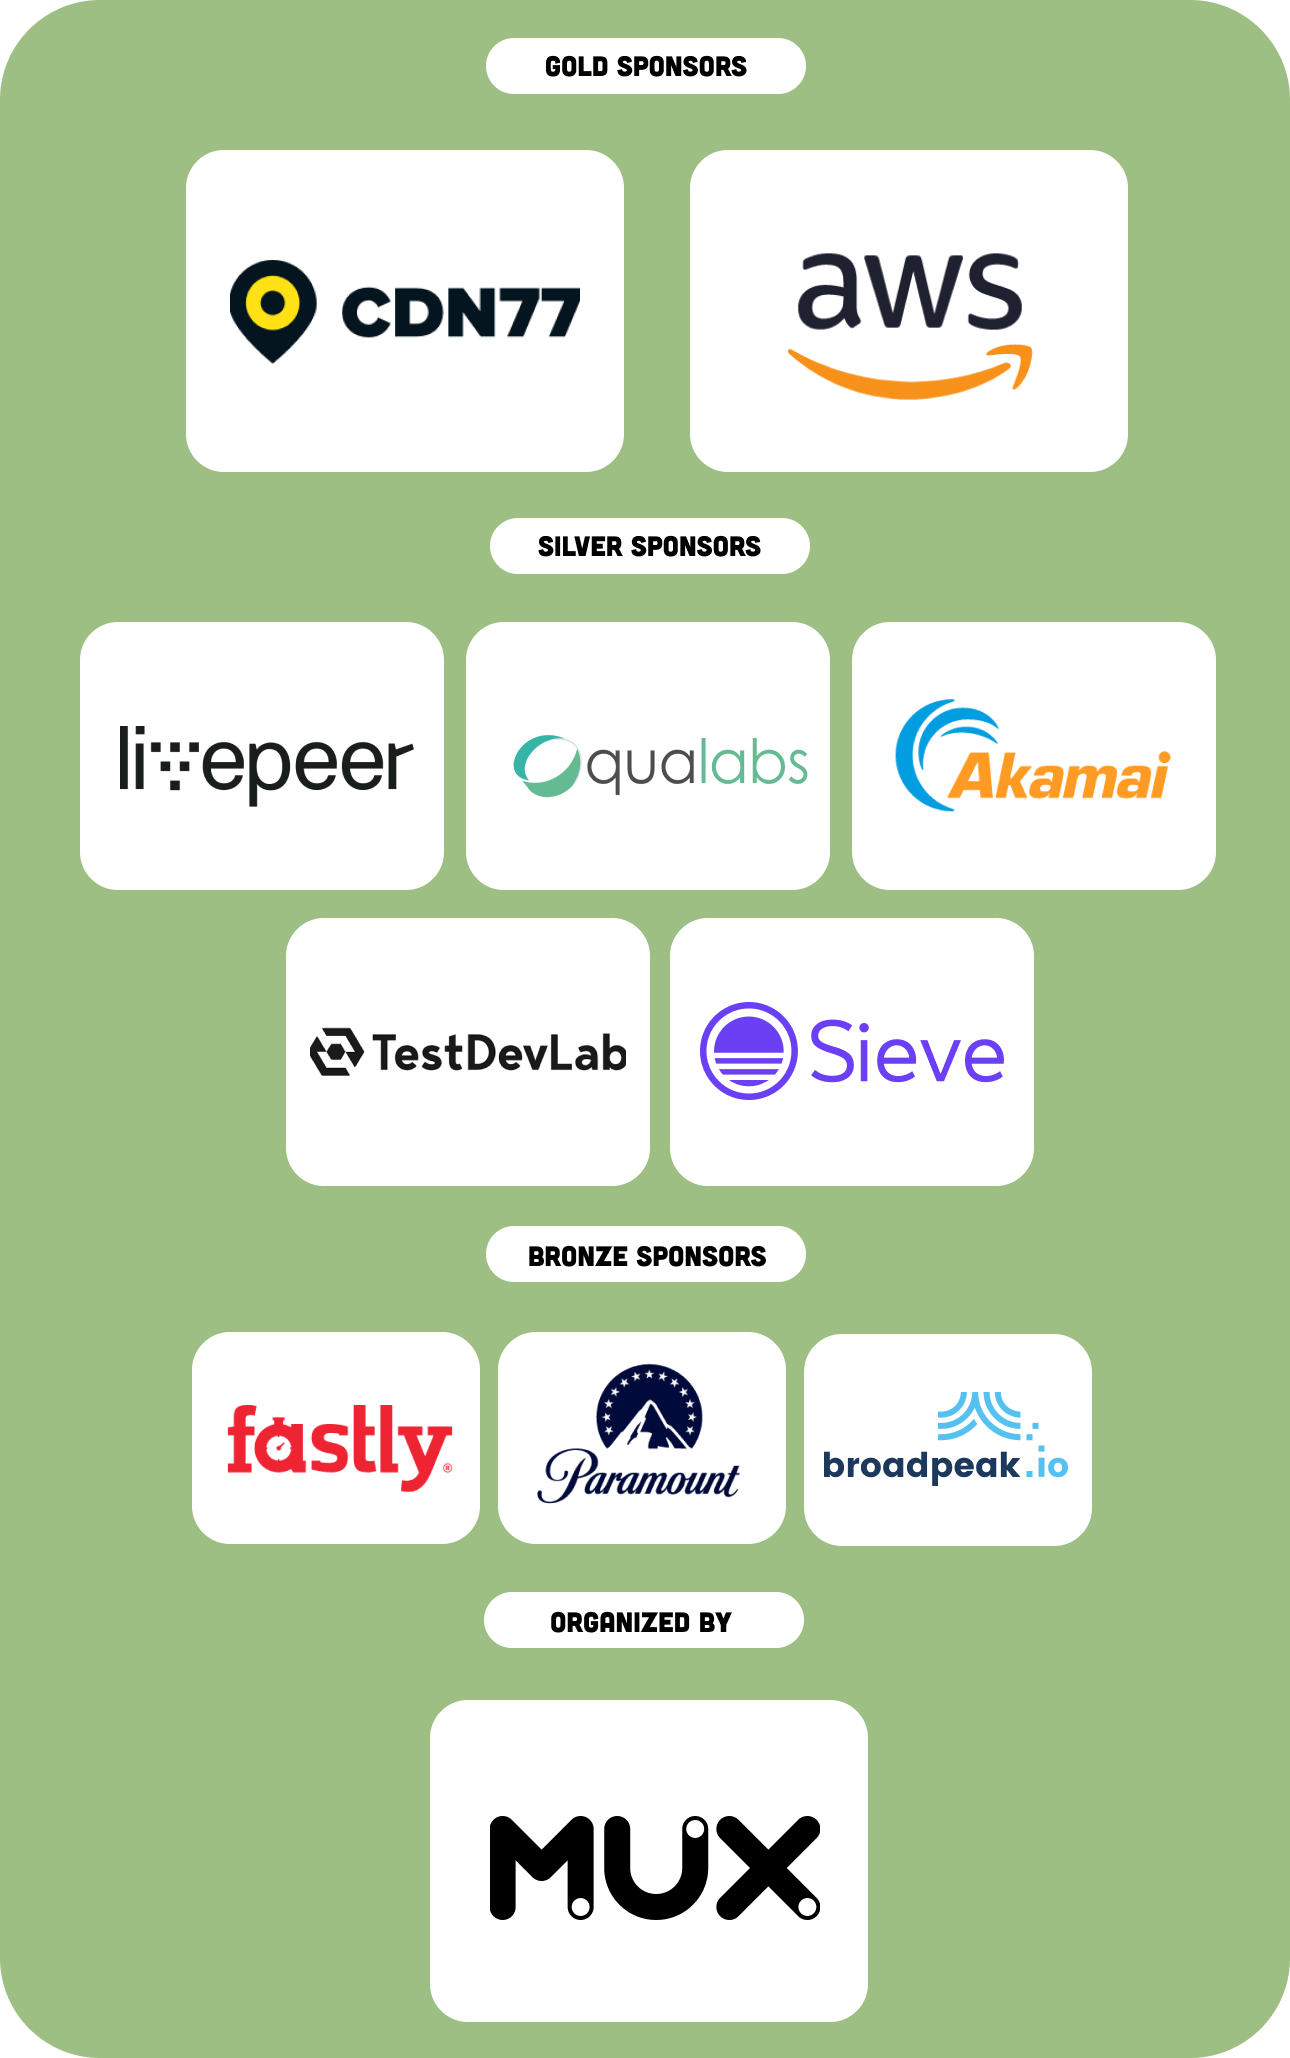 GOLD SPONSORS
CDN77
aws
SILVER SPONSORS
livepeer
qualabs
Akamai
TestDevLab
Sieve
BRONZE SPONSORS
fastly®
Paramount
broadpeak.io
ORGANIZED BY
MUX